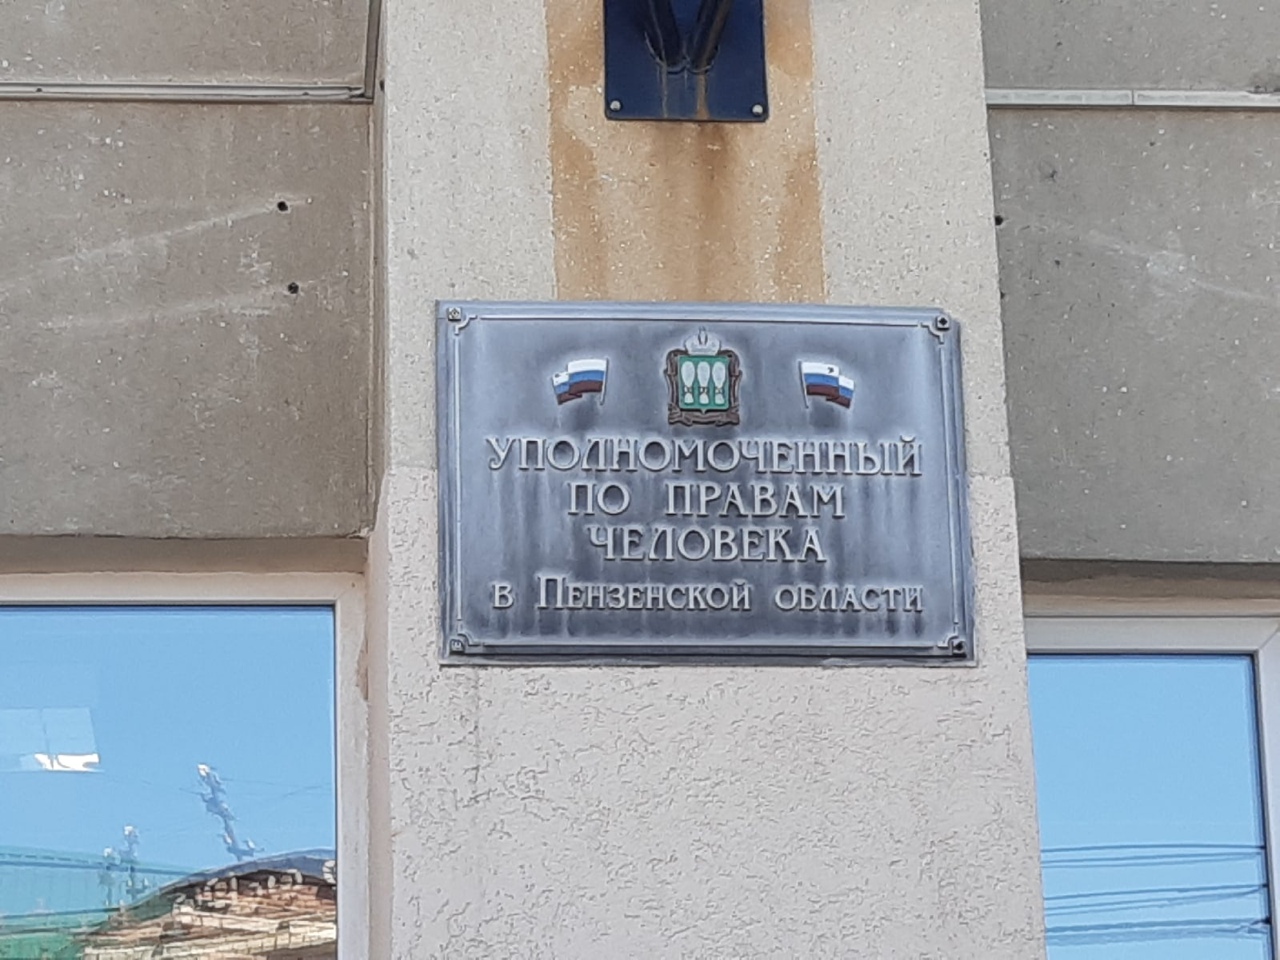 УПОЛНОМОЧЕННЫЙ
ПО ПРАВАМ
ЧЕЛОВЕКА
В ПЕНЗЕНСКОЙ ОБЛАСТИ